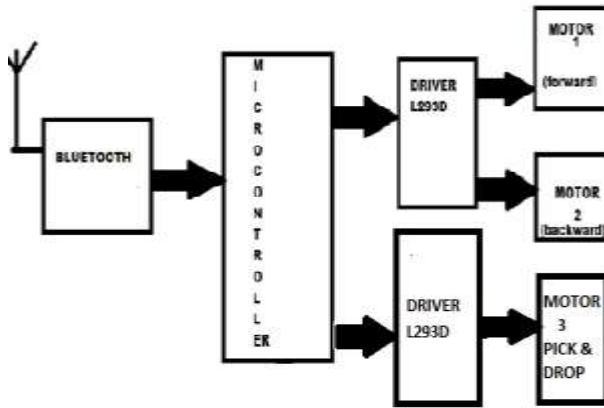 BLUETOOTH
M
I
C
R
O
C
O
N
T
R
O
L
L
ER
DRIVER
L293D
MOTOR
1
(forward)
MOTOR
2
(backward)
DRIVER
L293D
MOTOR
3
PICK &
DROP